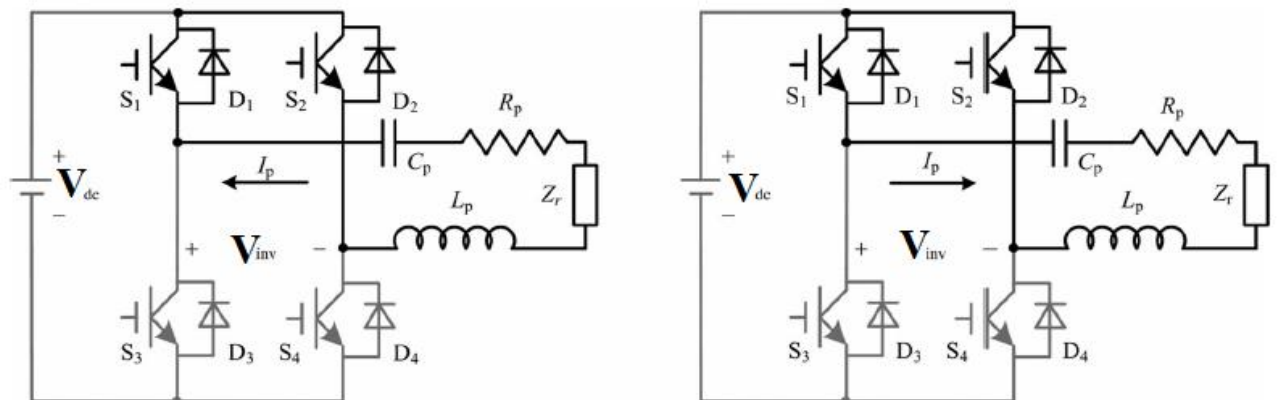 S1 D1 S2 D2 Rp
+ Vdc − Ip Cp Zr
Lp
+ Vinv −
S3 D3 S4 D4
S1 D1 S2 D2 Rp
+ Vdc − Ip Cp Zr
Lp
+ Vinv −
S3 D3 S4 D4